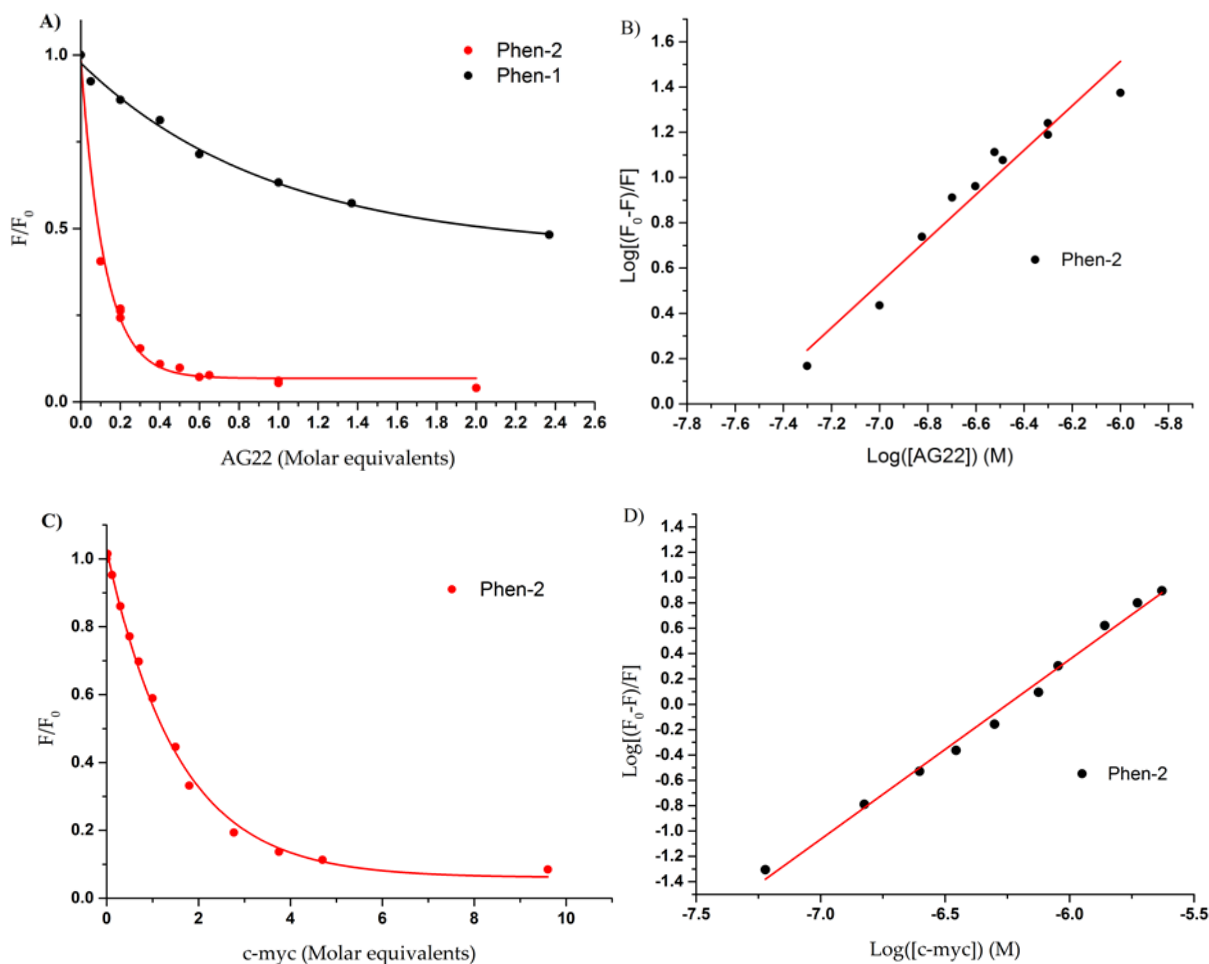 A)
Phen-2
Phen-1
1.0
0.5
0.0
F/F0
0.0 0.2 0.4 0.6 0.8 1.0 1.2 1.4 1.6 1.8 2.0 2.2 2.4 2.6
AG22 (Molar equivalents)
B)
1.6
1.4
1.2
1.0
0.8
0.6
0.4
0.2
0.0
Log[(F0-F)/F]
Phen-2
-7.8 -7.6 -7.4 -7.2 -7.0 -6.8 -6.6 -6.4 -6.2 -6.0 -5.8
Log([AG22]) (M)
C)
Phen-2
1.0
0.8
0.6
0.4
0.2
0.0
F/F0
0 2 4 6 8 10
c-myc (Molar equivalents)
D)
1.4
1.2
1.0
0.8
0.6
0.4
0.2
0.0
-0.2
-0.4
-0.6
-0.8
-1.0
-1.2
-1.4
Log[(F0-F)/F]
Phen-2
-7.5 -7.0 -6.5 -6.0 -5.5
Log([c-myc]) (M)